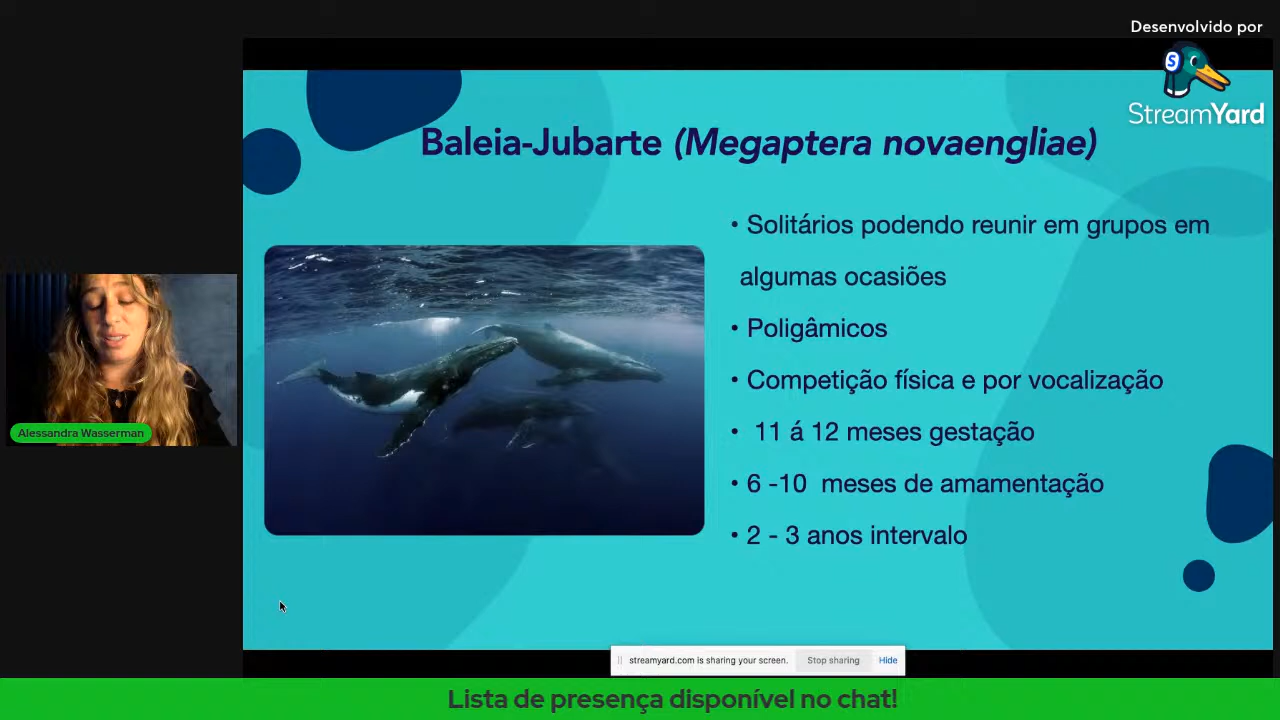 Desenvolvido por
StreamYard
Baleia-Jubarte (Megaptera novaengliae)
• Solitários podendo reunir em grupos em
algumas ocasiões
• Poligâmicos
• Competição física e por vocalização
• 11 á 12 meses gestação
• 6 -10 meses de amamentação
• 2 - 3 anos intervalo
Alessandra Wasserman
streamyard.com is sharing your screen. Stop sharing Hide
Lista de presença disponível no chat!